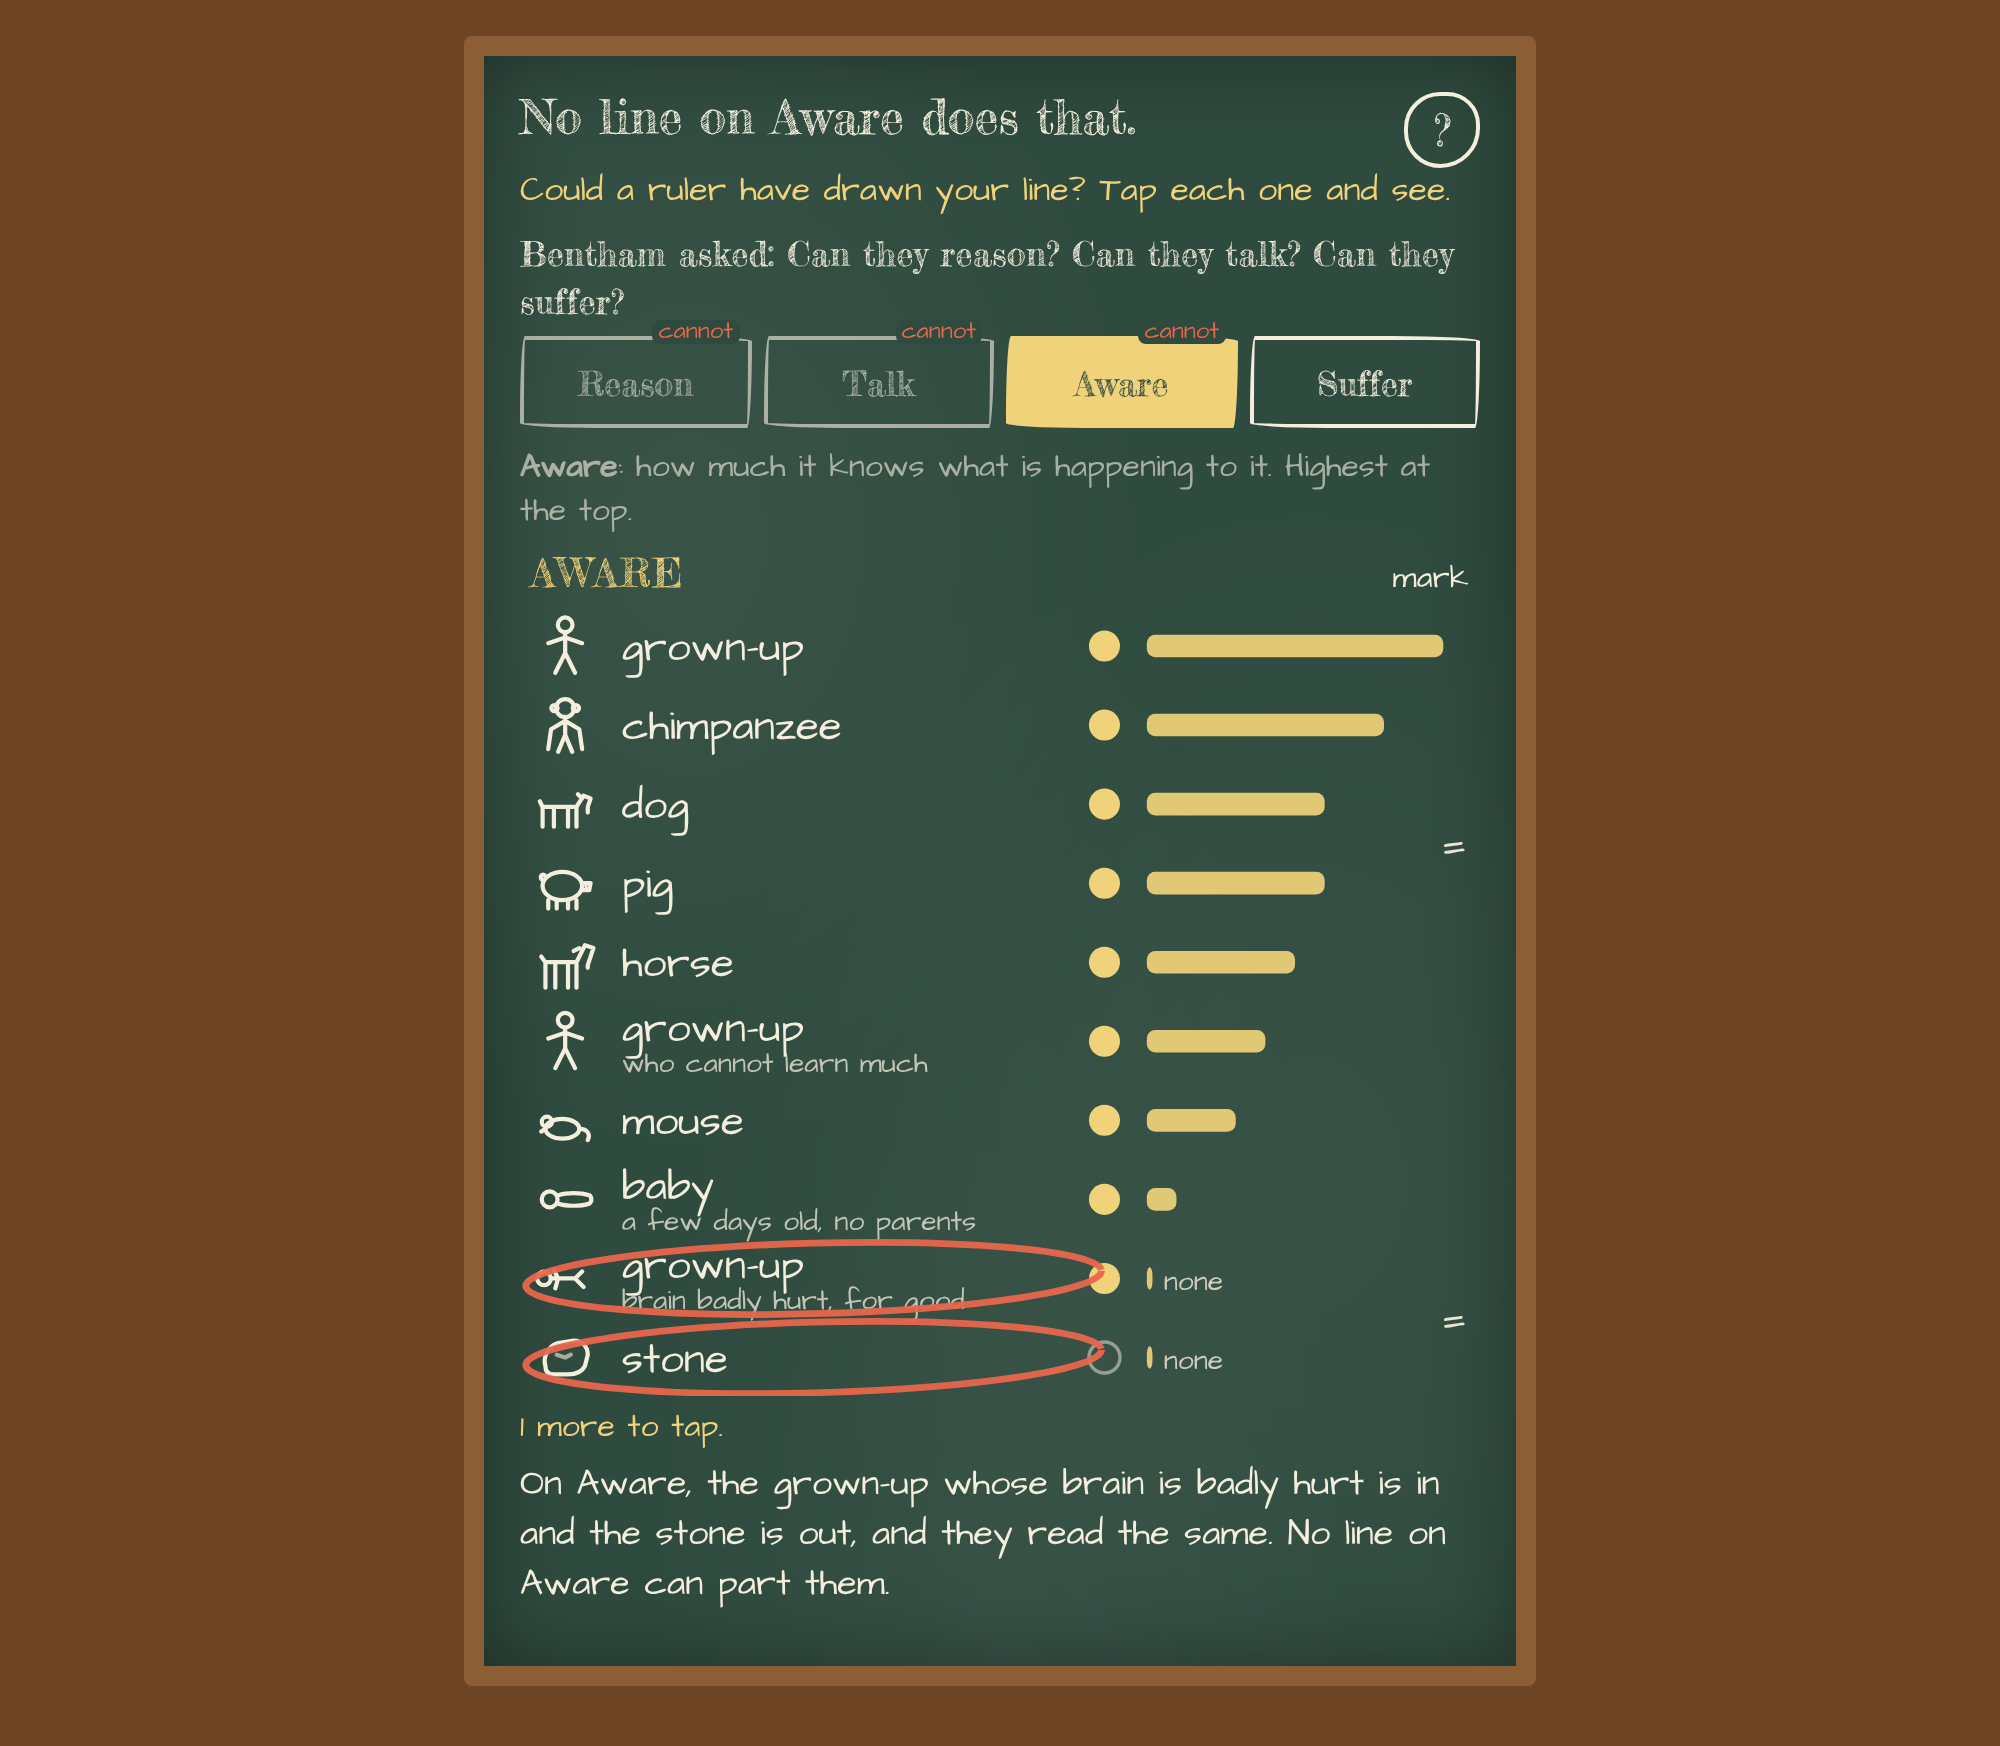 No line on Aware does that.
?
Could a ruler have drawn your line? Tap each one and see.
Bentham asked: Can they reason? Can they talk? Can they
suffer?
cannot
cannot
cannot
Reason
Talk
Aware
Suffer
Aware: how much it knows what is happening to it. Highest at
the top.
AWARE
mark
grown-up
chimpanzee
dog
=
pig
horse
grown-up
who cannot learn much
mouse
baby
a few days old, no parents
grown-up
brain badly hurt, for good
none
=
stone
none
1 more to tap.
On Aware, the grown-up whose brain is badly hurt is in
and the stone is out, and they read the same. No line on
Aware can part them.